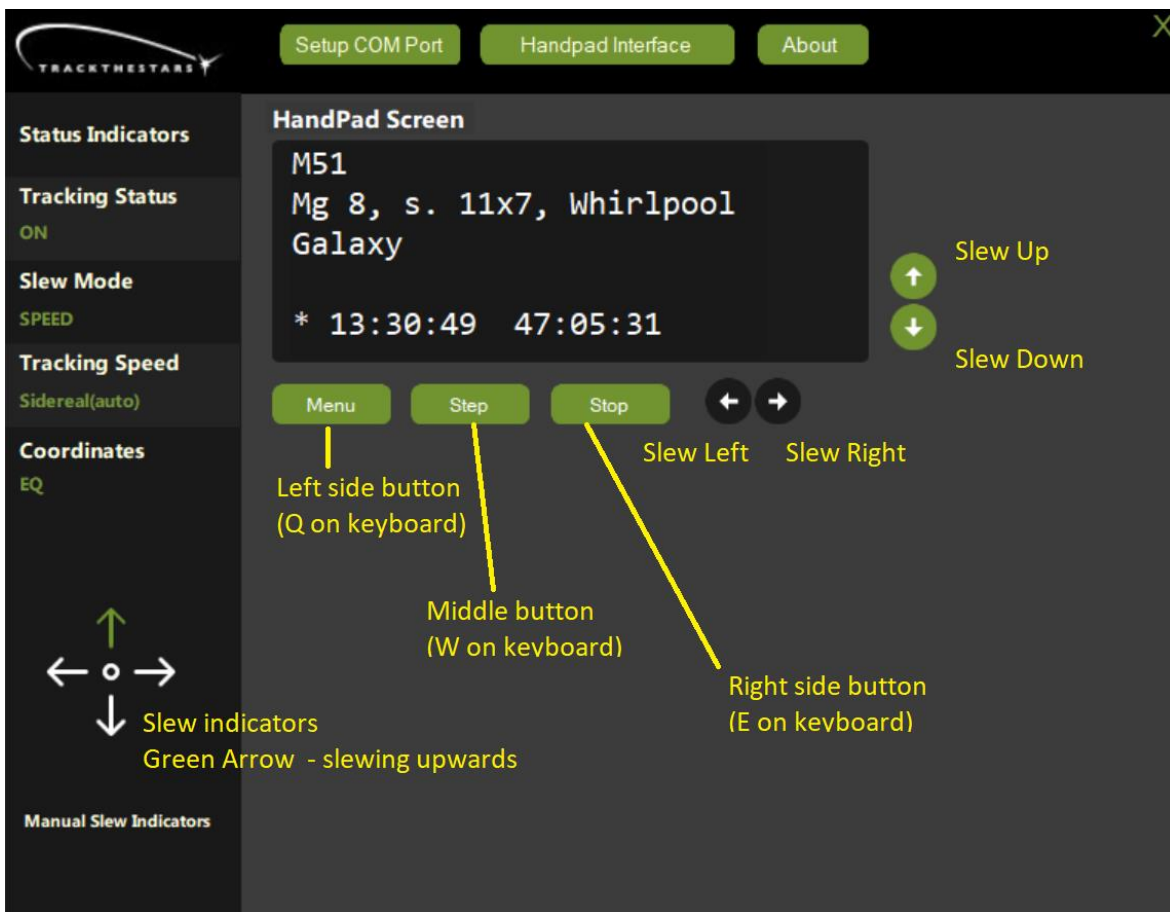 TRACKTHESTARS
Setup COM Port
Handpad Interface
About
X
Status Indicators
Tracking Status
ON
Slew Mode
SPEED
Tracking Speed
Sidereal(auto)
Coordinates
EQ
HandPad Screen
M51
Mg 8, s. 11x7, Whirlpool
Galaxy
* 13:30:49 47:05:31
Slew Up
Slew Down
Menu
Step
Stop
Slew Left
Slew Right
Left side button
(Q on keyboard)
Middle button
(W on keyboard)
Right side button
(E on keyboard)
Slew indicators
Green Arrow - slewing upwards
Manual Slew Indicators